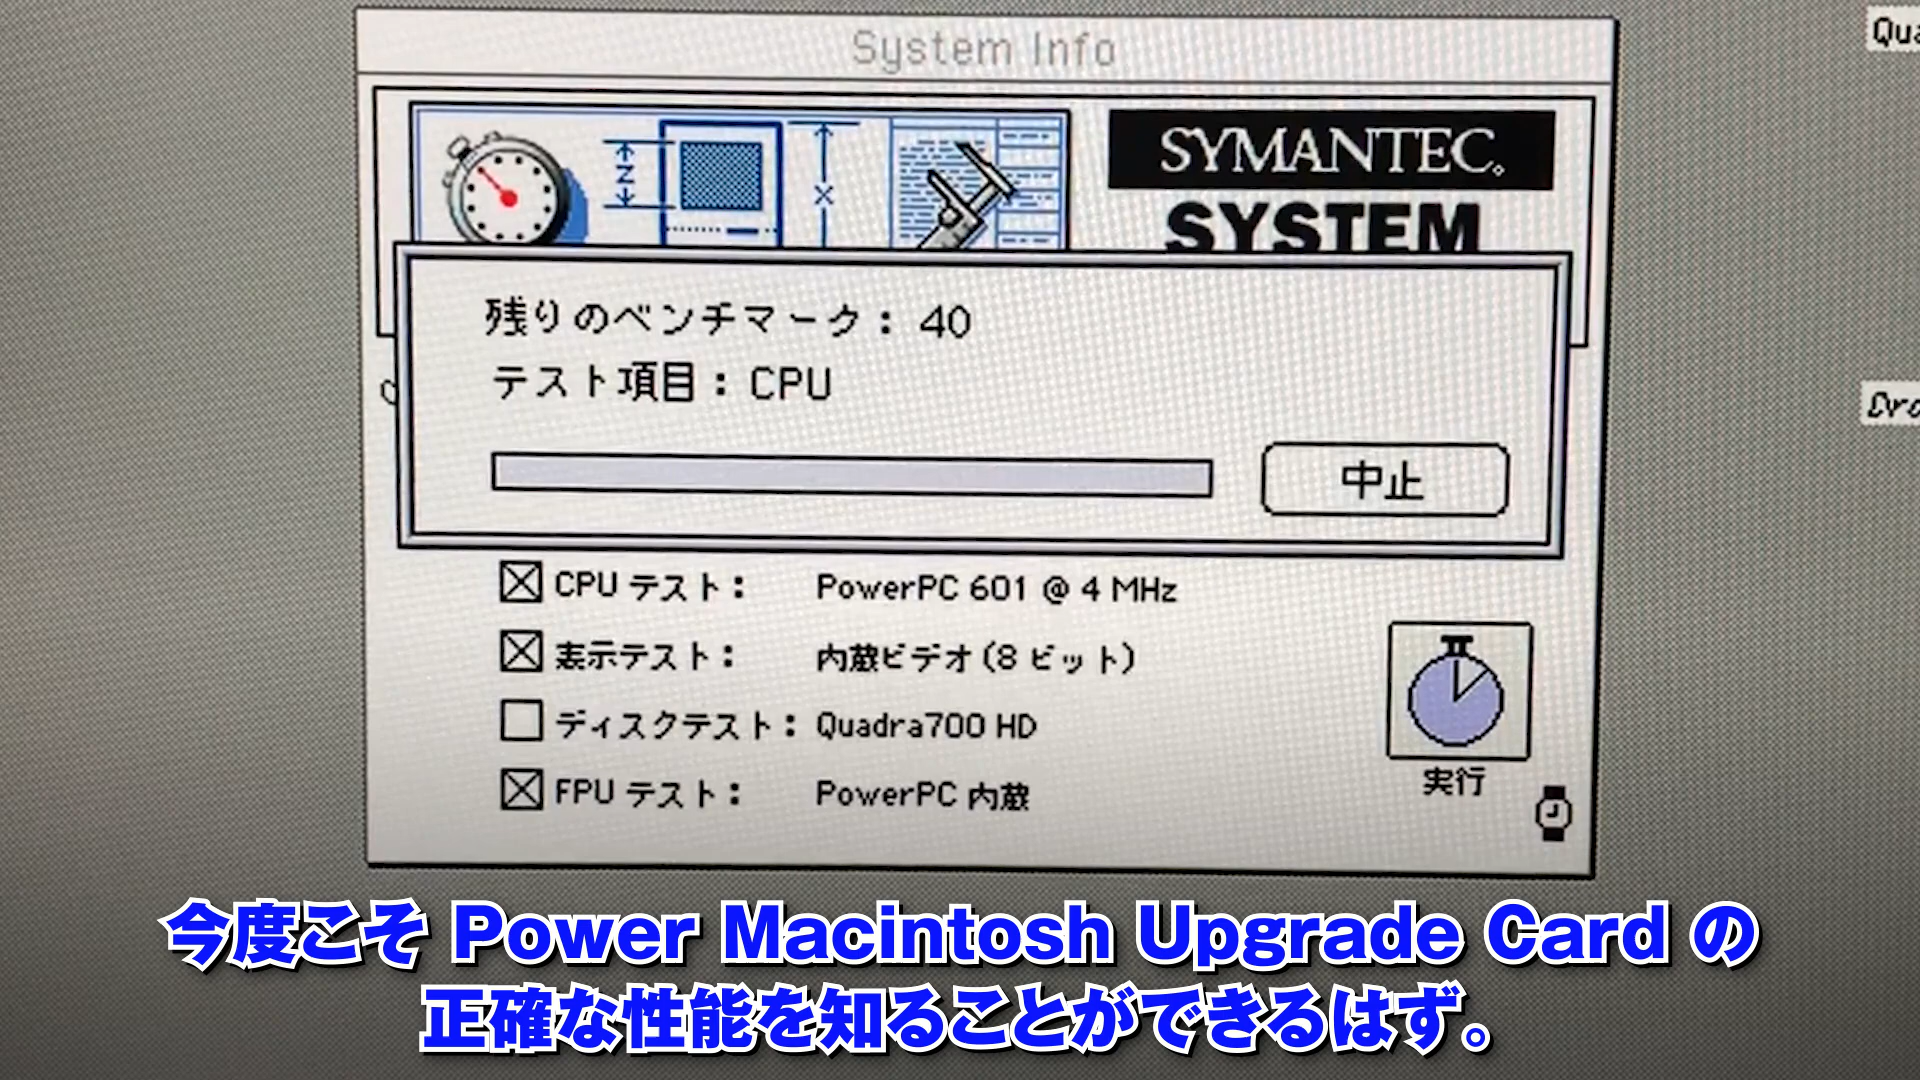 System Info
SYMANTEC.
SYSTEM
残りのベンチマーク： 40
テスト項目：CPU
中止
CPU テスト： PowerPC 601 @ 4 MHz
表示テスト： 内蔵ビデオ (8 ビット)
ディスクテスト： Quadra700 HD
FPU テスト： PowerPC 内蔵
実行
今度こそ Power Macintosh Upgrade Card の
正確な性能を知ることができるはず。